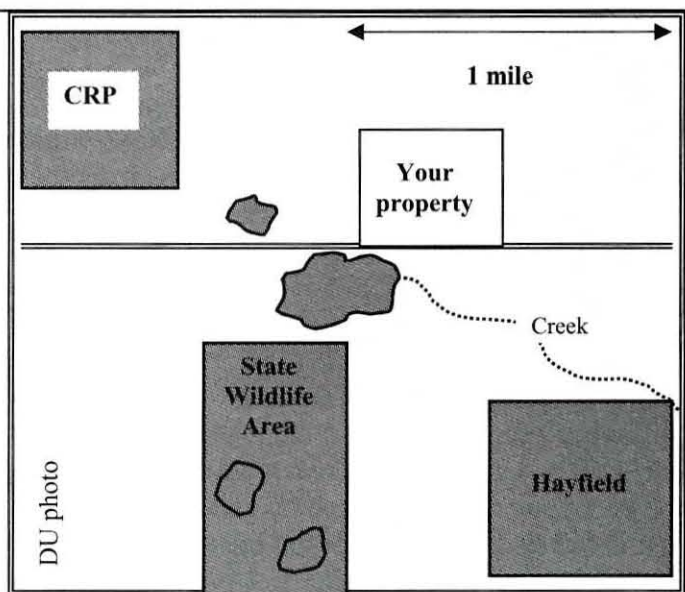 CRP
1 mile
Your
property
Creek
State
Wildlife
Area
Hayfield
DU photo